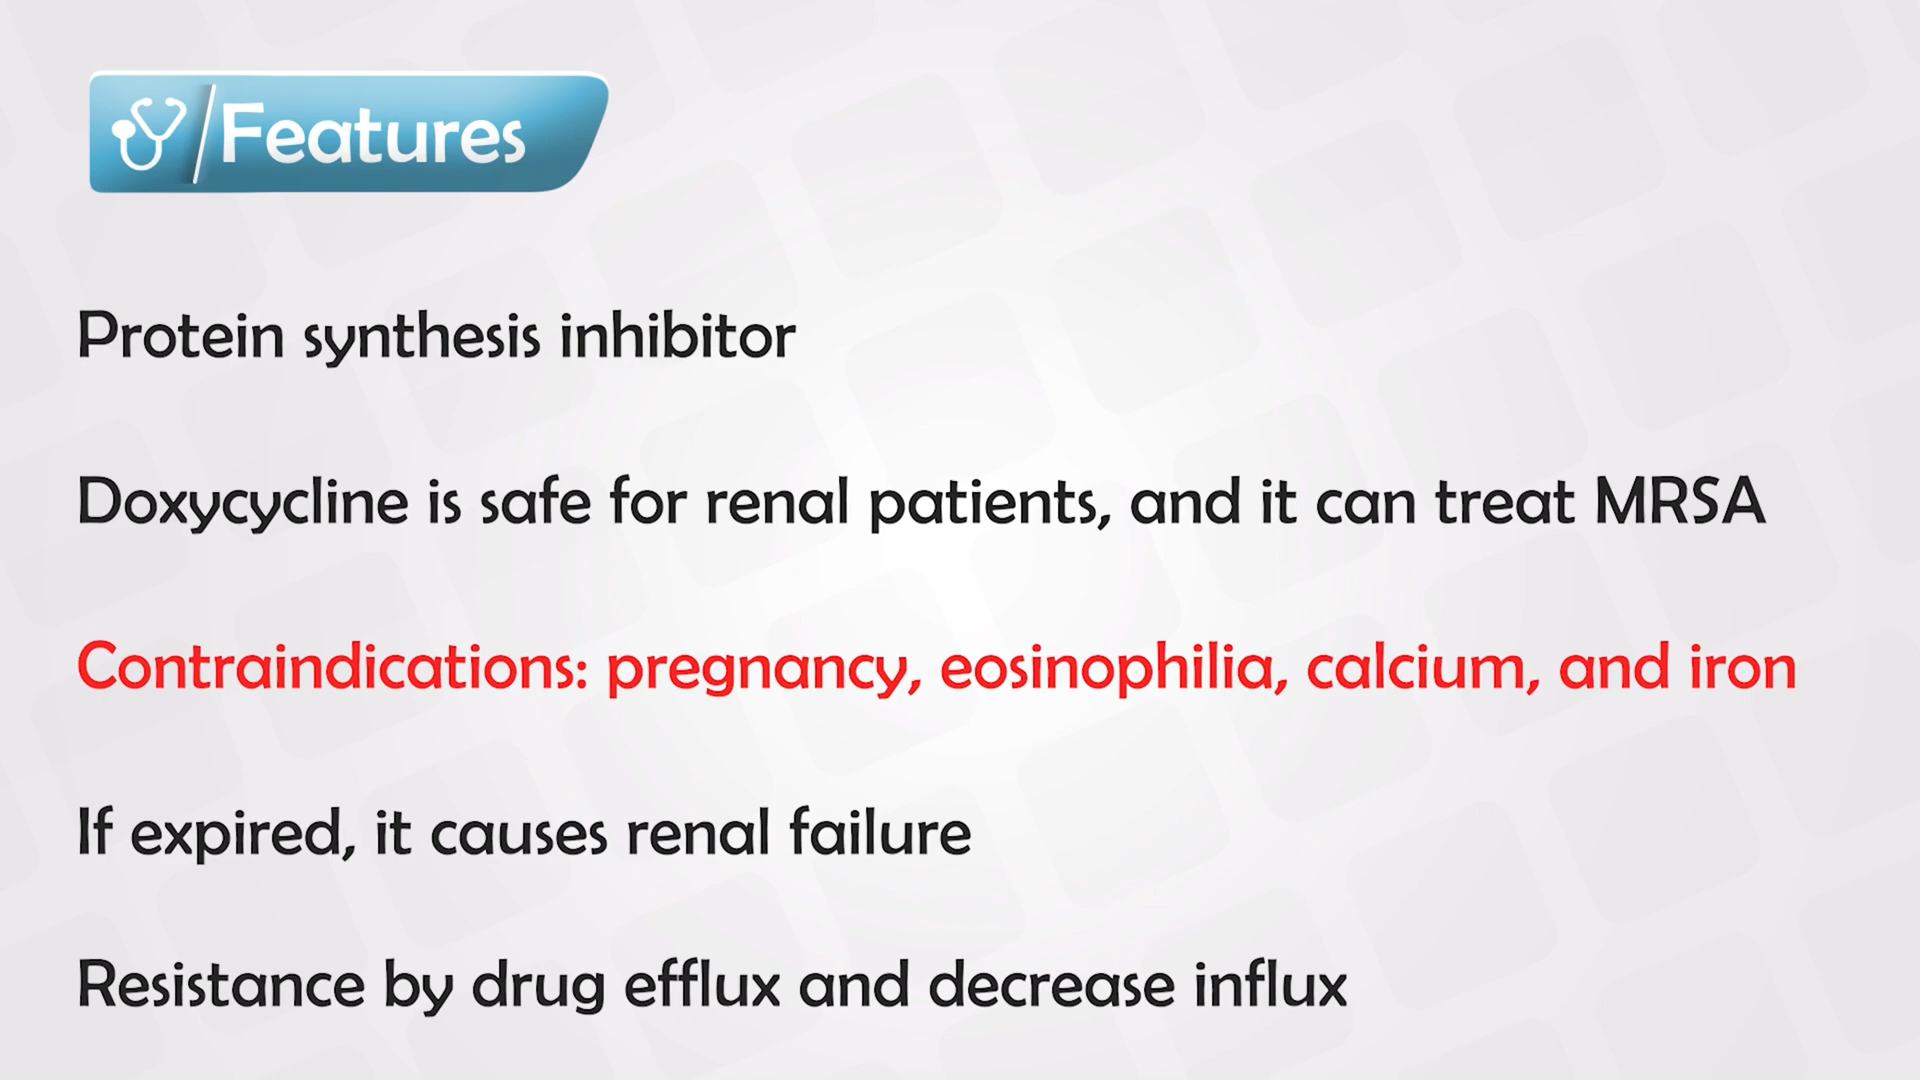 Features
Protein synthesis inhibitor
Doxycycline is safe for renal patients, and it can treat MRSA
Contraindications: pregnancy, eosinophilia, calcium, and iron
If expired, it causes renal failure
Resistance by drug efflux and decrease influx